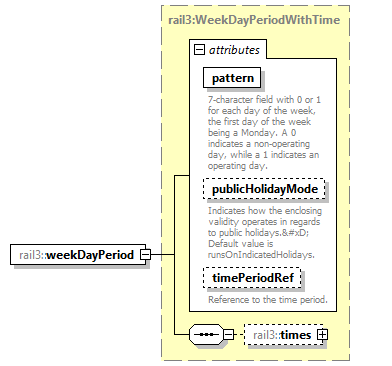 rail3:WeekDayPeriodWithTime
attributes
pattern
7-character field with 0 or 1
for each day of the week,
the first day of the week
being a Monday. A 0
indicates a non-operating
day, while a 1 indicates an
operating day.
publicHolidayMode
Indicates how the enclosing
validity operates in regards
to public holidays.&#xD;
Default value is
runsOnIndicatedHolidays.
rail3::weekDayPeriod
timePeriodRef
Reference to the time period.
rail3::times